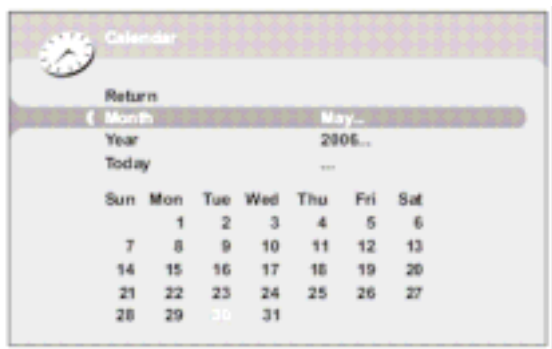 Calendar
Return
Month May...
Year 2006...
Today ...
Sun Mon Tue Wed Thu Fri Sat
1 2 3 4 5 6
7 8 9 10 11 12 13
14 15 16 17 18 19 20
21 22 23 24 25 26 27
28 29 30 31